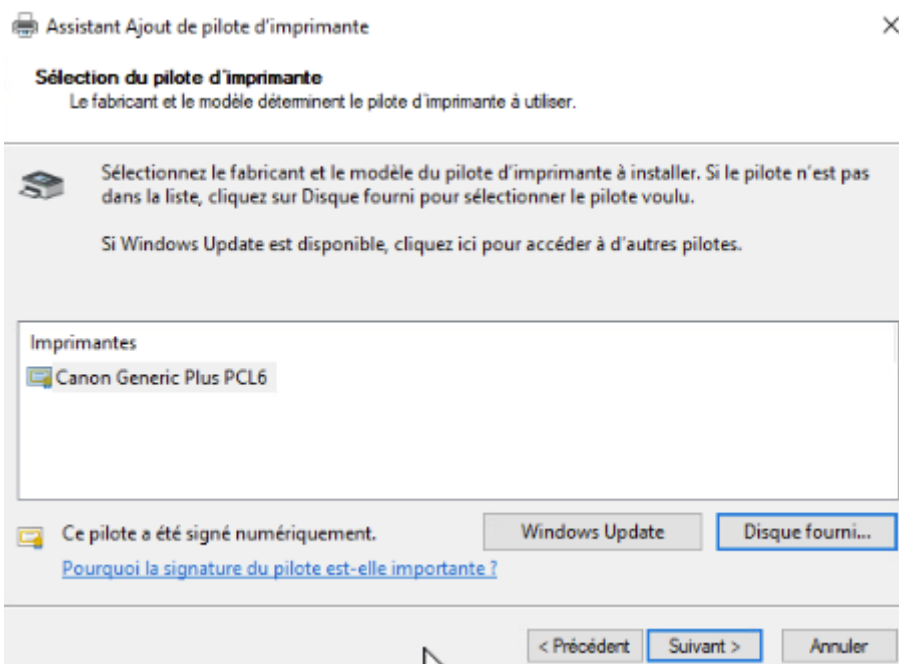 Assistant Ajout de pilote d'imprimante
Sélection du pilote d'imprimante
Le fabricant et le modèle déterminent le pilote d'imprimante à utiliser.
Sélectionnez le fabricant et le modèle du pilote d'imprimante à installer. Si le pilote n'est pas
dans la liste, cliquez sur Disque fourni pour sélectionner le pilote voulu.
Si Windows Update est disponible, cliquez ici pour accéder à d'autres pilotes.
Imprimantes
Canon Generic Plus PCL6
Ce pilote a été signé numériquement.
Windows Update
Disque fourni...
Pourquoi la signature du pilote est-elle importante ?
< Précédent
Suivant >
Annuler